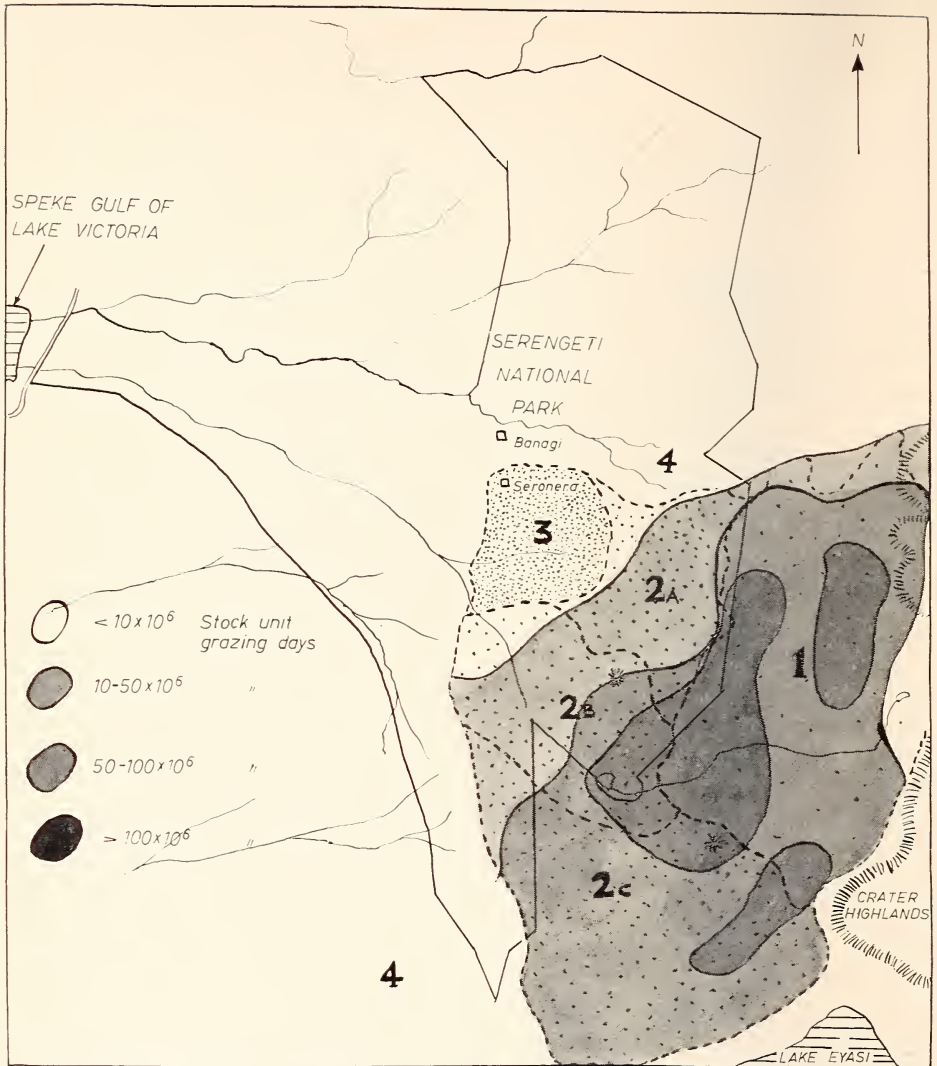 N
SPEKE GULF OF
LAKE VICTORIA
SERENGETI
NATIONAL
PARK
Banagi
4
Seronera
3
2A
< 10 x 10⁶ Stock unit
grazing days
1
10-50 x 10⁶ "
2B
50-100 x 10⁶ "
> 100 x 10⁶ "
2C
CRATER
HIGHLANDS
4
LAKE EYASI